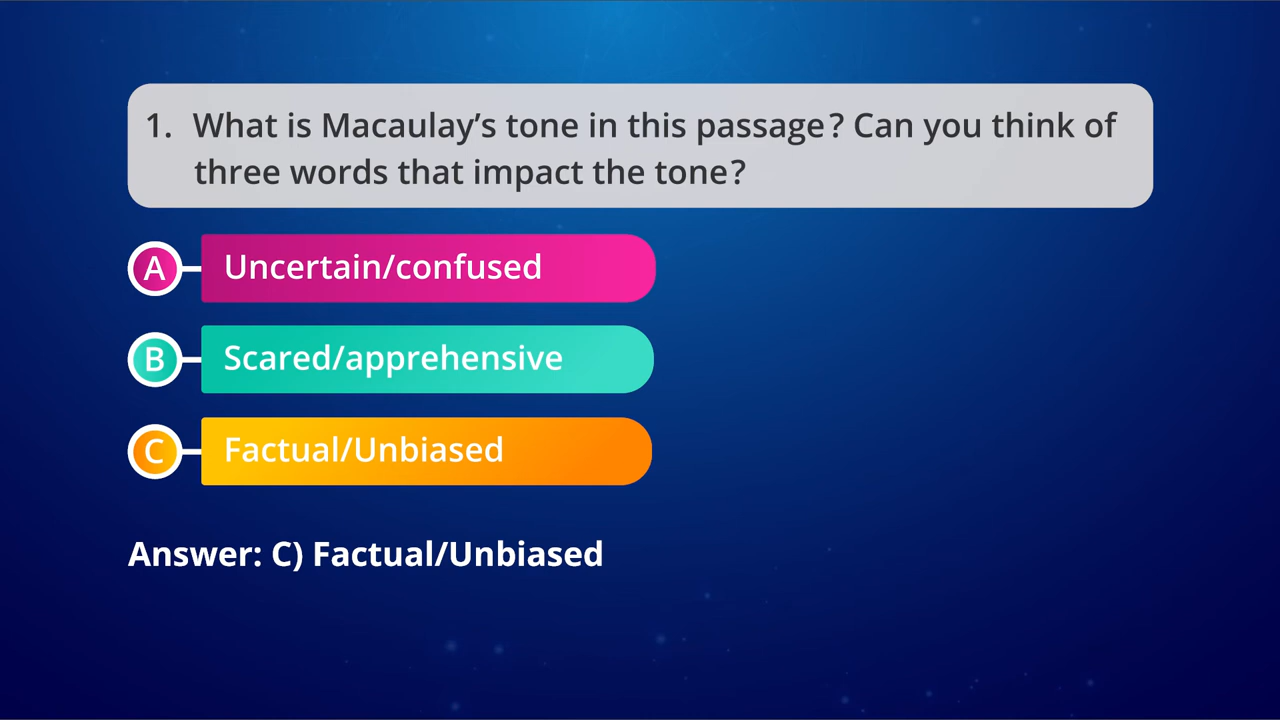 1. What is Macaulay’s tone in this passage? Can you think of
three words that impact the tone?
A Uncertain/confused
B Scared/apprehensive
C Factual/Unbiased
Answer: C) Factual/Unbiased